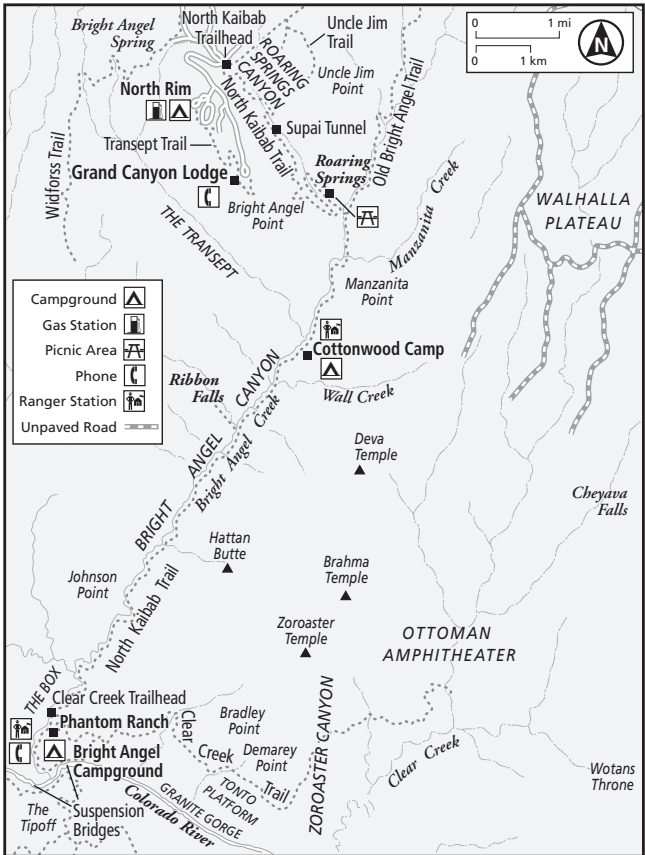 Bright Angel
Spring
North Kaibab
Trailhead
Uncle Jim
Trail
0 1 mi
0 1 km
N
ROARING
SPRINGS
CANYON
Uncle Jim
Point
North Rim
North Kaibab Trail
Old Bright Angel Trail
Supai Tunnel
Transept Trail
Widforss Trail
Roaring
Springs
Grand Canyon Lodge
Manzanita Creek
WALHALLA
PLATEAU
Bright Angel
Point
THE TRANSEPT
Manzanita
Point
Campground
Gas Station
Picnic Area
Phone
Ranger Station
Unpaved Road
Cottonwood Camp
Ribbon
Falls
Wall Creek
BRIGHT ANGEL CANYON
Bright Angel Creek
Deva
Temple
Cheyava
Falls
Hattan
Butte
Brahma
Temple
Johnson
Point
North Kaibab Trail
Zoroaster
Temple
OTTOMAN
AMPHITHEATER
THE BOX
Clear Creek Trailhead
Phantom Ranch
Bright Angel
Campground
Clear
Creek
Trail
Bradley
Point
Demarey
Point
ZOROASTER CANYON
Clear Creek
Wotans
Throne
TONTO
PLATFORM
GRANITE GORGE
Colorado River
The
Tipoff
Suspension
Bridges